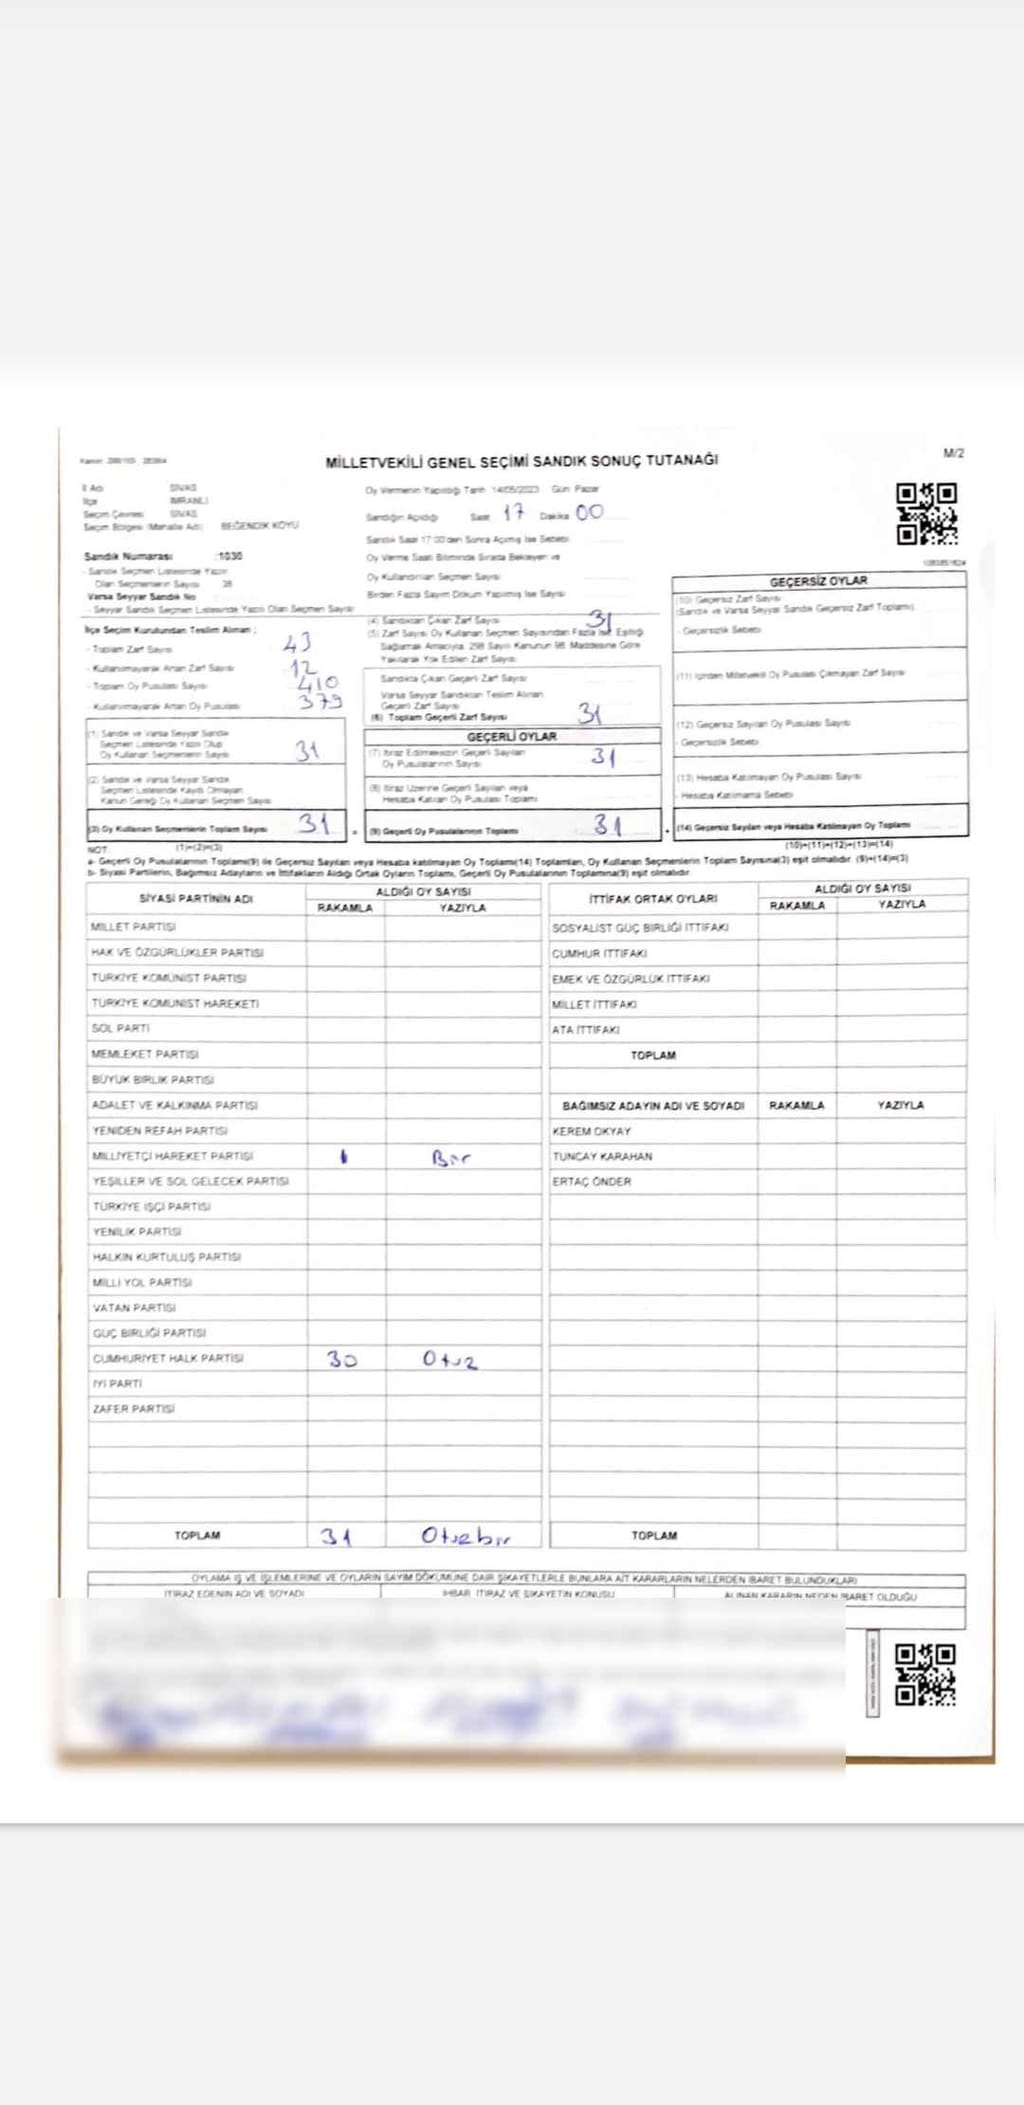 MİLLETVEKİLİ GENEL SEÇİMİ SANDIK SONUÇ TUTANAĞI
M/2
İl Adı SİVAS
İlçe İMRANLI
Seçim Çevresi SİVAS
Seçim Bölgesi (Mahalle Adı) BEĞENDİK KÖYÜ
Oy Vermenin Yapıldığı Tarih 14/05/2023 Gün Pazar
Sandığın Açıldığı Saat 17 Dakika 00
Sandık Saat 17:00'den Sonra Açılmış İse Sebebi
Oy Verme Saati Bitiminde Sırada Bekleyen ve
Oy Kullandırılan Seçmen Sayısı
Birden Fazla Sayım Döküm Yapılmış İse Sayısı
Sandık Numarası :1030
- Sandık Seçmen Listesinde Yazılı
Olan Seçmenlerin Sayısı 38
Varsa Seyyar Sandık No
- Seyyar Sandık Seçmen Listesinde Yazılı Olan Seçmen Sayısı
İlçe Seçim Kurulundan Teslim Alınan ;
- Toplam Zarf Sayısı 43
- Kullanılmayarak Artan Zarf Sayısı 12
- Toplam Oy Pusulası Sayısı 410
- Kullanılmayarak Artan Oy Pusulası 379
(1) Sandık ve Varsa Seyyar Sandık
Seçmen Listesinde Yazılı Olup
Oy Kullanan Seçmenlerin Sayısı 31
(2) Sandık ve Varsa Seyyar Sandık
Seçmen Listesinde Kayıtlı Olmayan
Kanun Gereği Oy Kullanan Seçmen Sayısı
(3) Oy Kullanan Seçmenlerin Toplam Sayısı 31
(1)+(2)=(3)
(4) Sandıktan Çıkan Zarf Sayısı 31
(5) Zarf Sayısı Oy Kullanan Seçmen Sayısından Fazla İse Eşitliği
Sağlamak Amacıyla, 298 Sayılı Kanunun 98. Maddesine Göre
Yakılarak Yok Edilen Zarf Sayısı
Sandıkta Çıkan Geçerli Zarf Sayısı
Varsa Seyyar Sandıktan Teslim Alınan
Geçerli Zarf Sayısı
(6) Toplam Geçerli Zarf Sayısı 31
GEÇERLİ OYLAR
(7) İtiraz Edilmeksizin Geçerli Sayılan
Oy Pusulalarının Sayısı 31
(8) İtiraz Üzerine Geçerli Sayılan veya
Hesaba Katılan Oy Pusulası Toplamı
(9) Geçerli Oy Pusulalarının Toplamı 31
GEÇERSİZ OYLAR
(10) Geçersiz Zarf Sayısı
(Sandık ve Varsa Seyyar Sandık Geçersiz Zarf Toplamı)
- Geçersizlik Sebebi
(11) İçinden Milletvekili Oy Pusulası Çıkmayan Zarf Sayısı
(12) Geçersiz Sayılan Oy Pusulası Sayısı
- Geçersizlik Sebebi
(13) Hesaba Katılmayan Oy Pusulası Sayısı
- Hesaba Katılmama Sebebi
(14) Geçersiz Sayılan veya Hesaba Katılmayan Oy Toplamı
(10)+(11)+(12)+(13)=(14)
NOT
a- Geçerli Oy Pusulalarının Toplamı(9) ile Geçersiz Sayılan veya Hesaba katılmayan Oy Toplamı(14) Toplamları, Oy Kullanan Seçmenlerin Toplam Sayısına(3) eşit olmalıdır. (9)+(14)=(3)
b- Siyasi Partilerin, Bağımsız Adayların ve İttifakların Aldığı Ortak Oyların Toplamı, Geçerli Oy Pusulalarının Toplamına(9) eşit olmalıdır.
SİYASİ PARTİNİN ADI ALDIĞI OY SAYISI
RAKAMLA YAZIYLA
MİLLET PARTİSİ
HAK VE ÖZGÜRLÜKLER PARTİSİ
TÜRKİYE KOMÜNİST PARTİSİ
TÜRKİYE KOMÜNİST HAREKETİ
SOL PARTİ
MEMLEKET PARTİSİ
BÜYÜK BİRLİK PARTİSİ
ADALET VE KALKINMA PARTİSİ
YENİDEN REFAH PARTİSİ
MİLLİYETÇİ HAREKET PARTİSİ 1 Bir
YEŞİLLER VE SOL GELECEK PARTİSİ
TÜRKİYE İŞÇİ PARTİSİ
YENİLİK PARTİSİ
HALKIN KURTULUŞ PARTİSİ
MİLLİ YOL PARTİSİ
VATAN PARTİSİ
GÜÇ BİRLİĞİ PARTİSİ
CUMHURİYET HALK PARTİSİ 30 Otuz
İYİ PARTİ
ZAFER PARTİSİ
TOPLAM 31 Otuzbir
İTTİFAK ORTAK OYLARI ALDIĞI OY SAYISI
RAKAMLA YAZIYLA
SOSYALİST GÜÇ BİRLİĞİ İTTİFAKI
CUMHUR İTTİFAKI
EMEK VE ÖZGÜRLÜK İTTİFAKI
MİLLET İTTİFAKI
ATA İTTİFAKI
TOPLAM
BAĞIMSIZ ADAYIN ADI VE SOYADI RAKAMLA YAZIYLA
KEREM OKYAY
TUNCAY KARAHAN
ERTAÇ ÖNDER
TOPLAM
OYLAMA İŞ VE İŞLEMLERİNE VE OYLARIN SAYIM DÖKÜMÜNE DAİR ŞİKAYETLERLE BUNLARA AİT KARARLARIN NELERDEN İBARET BULUNDUKLARI
İTİRAZ EDENİN ADI VE SOYADI İHBAR, İTİRAZ VE ŞİKAYETİN KONUSU ALINAN KARARIN NEDEN İBARET OLDUĞU